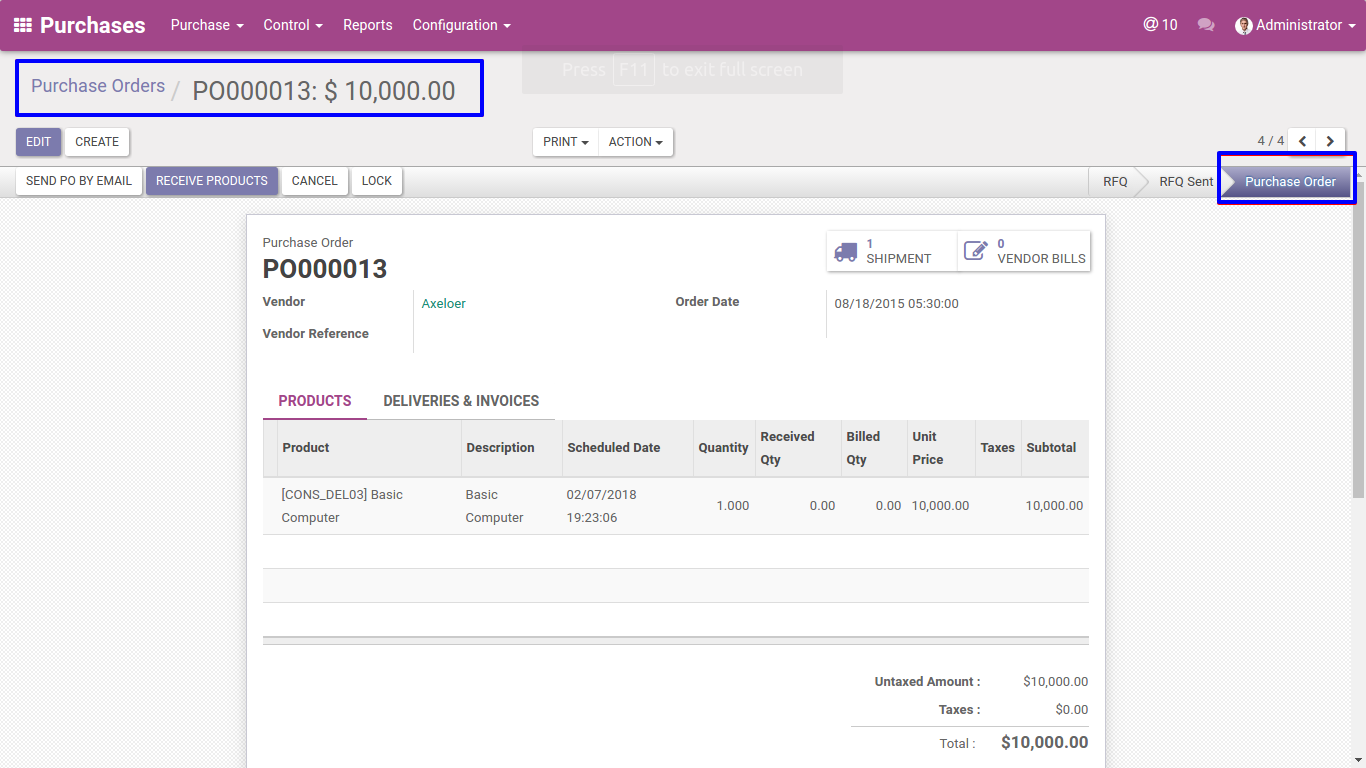 Purchases Purchase Control Reports Configuration @ 10 Administrator
Press F11 to exit full screen
Purchase Orders / PO000013: $ 10,000.00
EDIT CREATE PRINT ACTION 4 / 4
SEND PO BY EMAIL RECEIVE PRODUCTS CANCEL LOCK RFQ RFQ Sent Purchase Order
Purchase Order
PO000013
1
SHIPMENT
0
VENDOR BILLS
Vendor Axeloer Order Date 08/18/2015 05:30:00
Vendor Reference
PRODUCTS DELIVERIES & INVOICES
Product Description Scheduled Date Quantity Received Qty Billed Qty Unit Price Taxes Subtotal
[CONS_DEL03] Basic Computer Basic Computer 02/07/2018 19:23:06 1.000 0.00 0.00 10,000.00 10,000.00
Untaxed Amount : $10,000.00
Taxes : $0.00
Total : $10,000.00